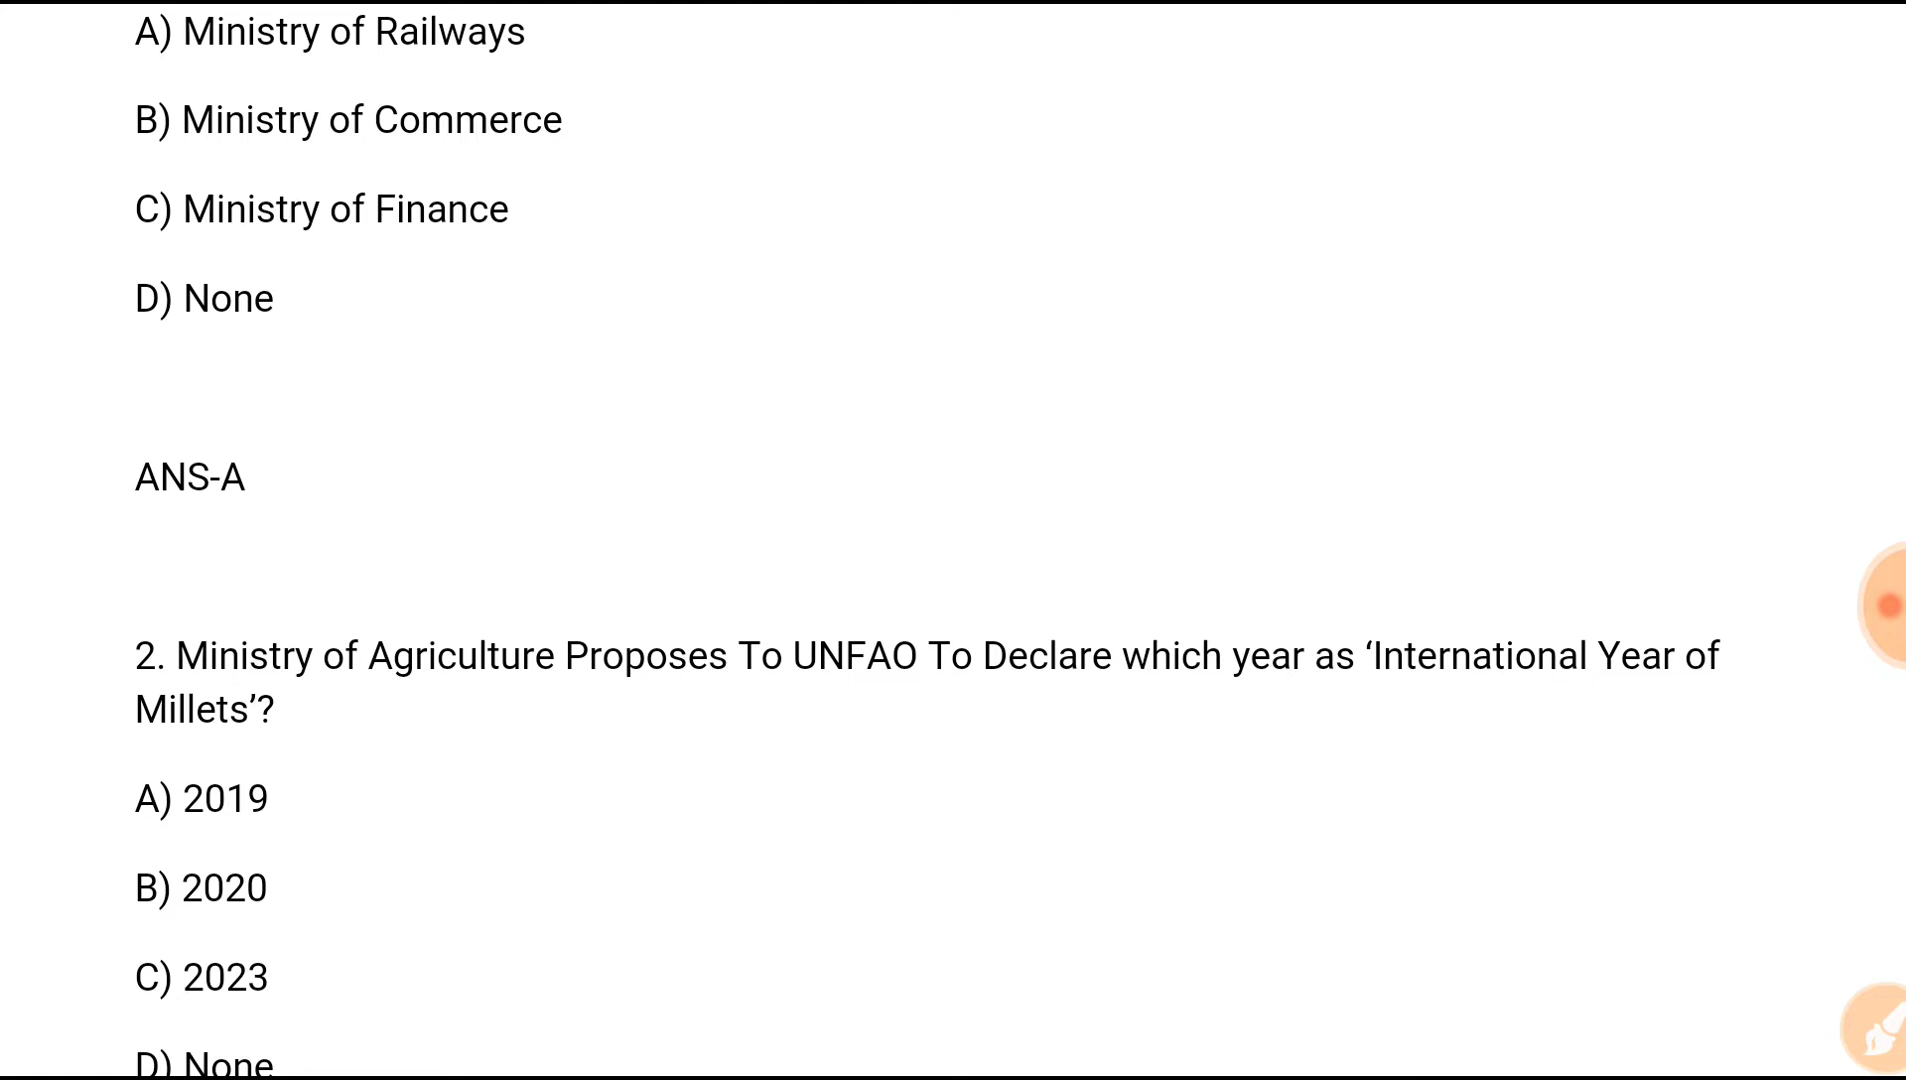 A) Ministry of Railways
B) Ministry of Commerce
C) Ministry of Finance
D) None
ANS-A
2. Ministry of Agriculture Proposes To UNFAO To Declare which year as ‘International Year of
Millets’?
A) 2019
B) 2020
C) 2023
D) None